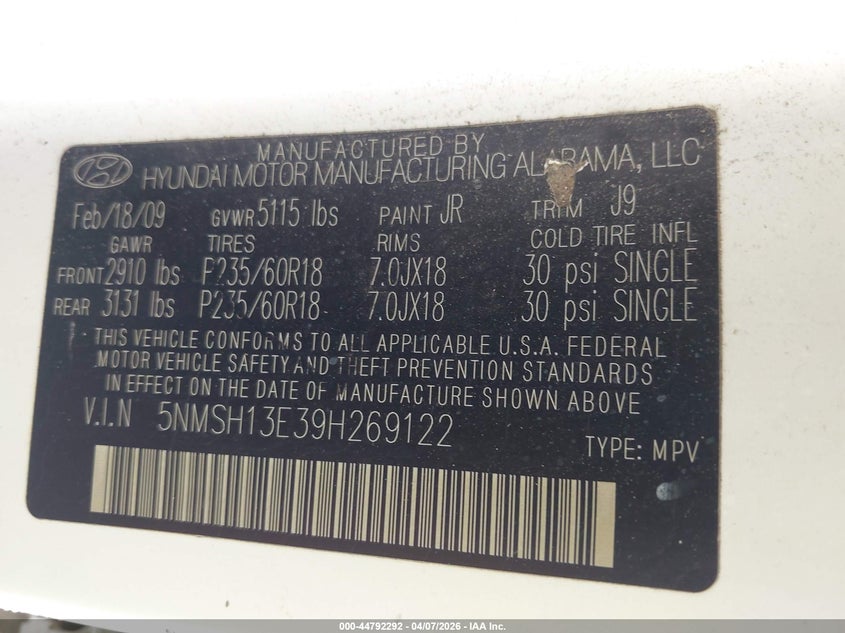 MANUFACTURED BY
HYUNDAI MOTOR MANUFACTURING ALABAMA, LLC
Feb/18/09 GVWR 5115 lbs PAINT JR TRIM J9
GAWR TIRES RIMS COLD TIRE INFL
FRONT 2910 lbs P235/60R18 7.0JX18 30 psi SINGLE
REAR 3131 lbs P235/60R18 7.0JX18 30 psi SINGLE
THIS VEHICLE CONFORMS TO ALL APPLICABLE U.S.A. FEDERAL
MOTOR VEHICLE SAFETY AND THEFT PREVENTION STANDARDS
IN EFFECT ON THE DATE OF MANUFACTURE SHOWN ABOVE
V.I.N 5NMSH13E39H269122
TYPE: MPV
000-44792292 - 04/07/2026 - IAA Inc.